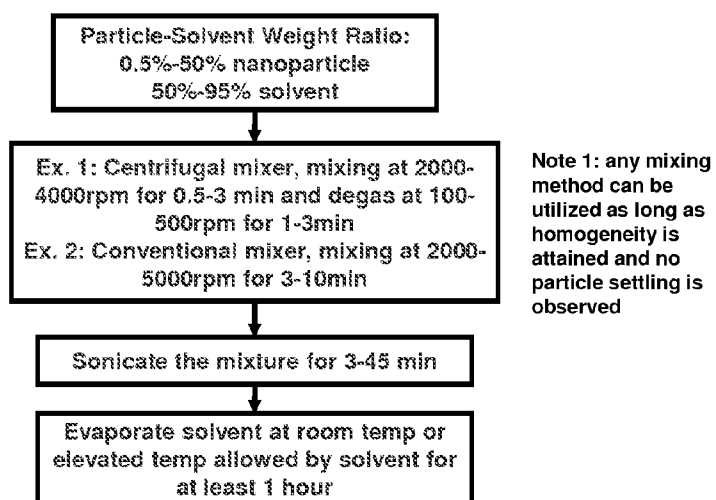 Particle-Solvent Weight Ratio:
0.5%-50% nanoparticle
50%-95% solvent
Ex. 1: Centrifugal mixer, mixing at 2000-
4000rpm for 0.5-3 min and degas at 100-
500rpm for 1-3min
Ex. 2: Conventional mixer, mixing at 2000-
5000rpm for 3-10min
Note 1: any mixing
method can be
utilized as long as
homogeneity is
attained and no
particle settling is
observed
Sonicate the mixture for 3-45 min
Evaporate solvent at room temp or
elevated temp allowed by solvent for
at least 1 hour